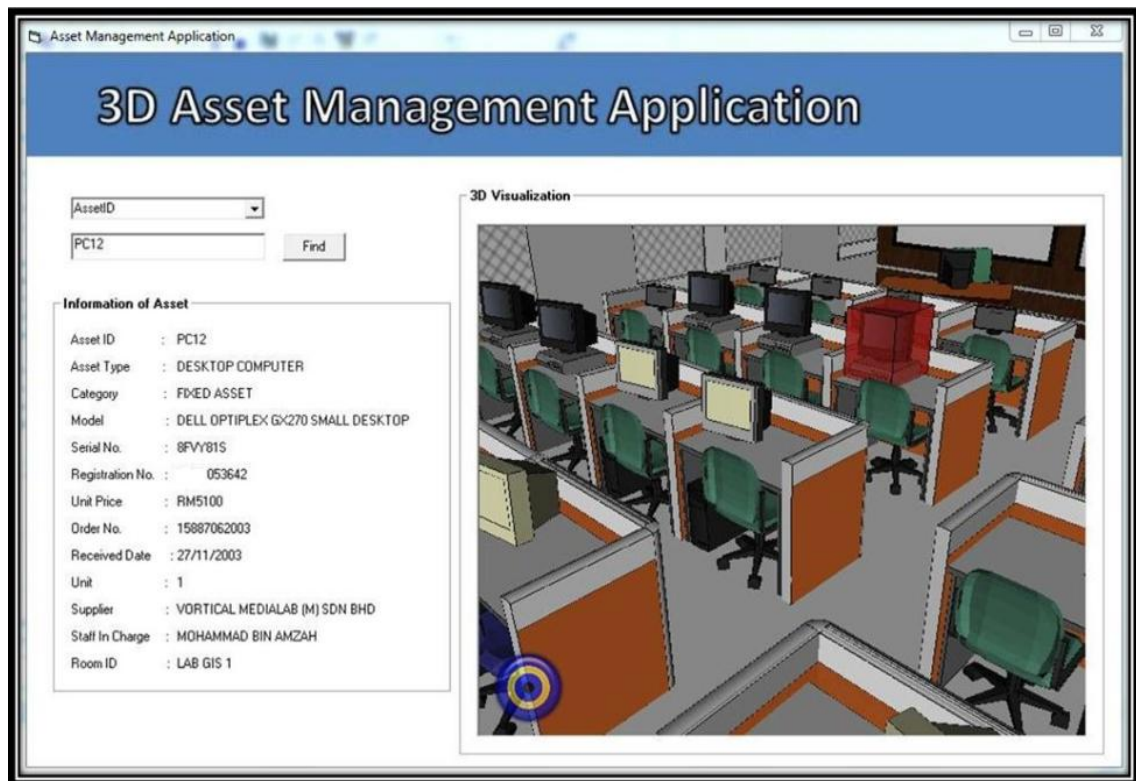 Asset Management Application
3D Asset Management Application
AssetID
PC12
Find
Information of Asset
Asset ID : PC12
Asset Type : DESKTOP COMPUTER
Category : FIXED ASSET
Model : DELL OPTIPLEX GX270 SMALL DESKTOP
Serial No. : 8FVY81S
Registration No. : 053642
Unit Price : RM5100
Order No. : 15887062003
Received Date : 27/11/2003
Unit : 1
Supplier : VORTICAL MEDIALAB (M) SDN BHD
Staff In Charge : MOHAMMAD BIN AMZAH
Room ID : LAB GIS 1
3D Visualization